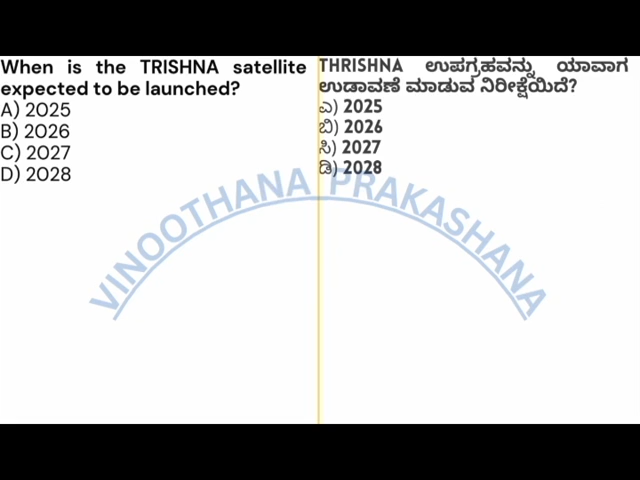 When is the TRISHNA satellite
expected to be launched?
A) 2025
B) 2026
C) 2027
D) 2028
THRISHNA ಉಪಗ್ರಹವನ್ನು ಯಾವಾಗ
ಉಡಾವಣೆ ಮಾಡುವ ನಿರೀಕ್ಷೆಯಿದೆ?
ಎ) 2025
ಬಿ) 2026
ಸಿ) 2027
ಡಿ) 2028
VINOOTHANA PRAKASHANA